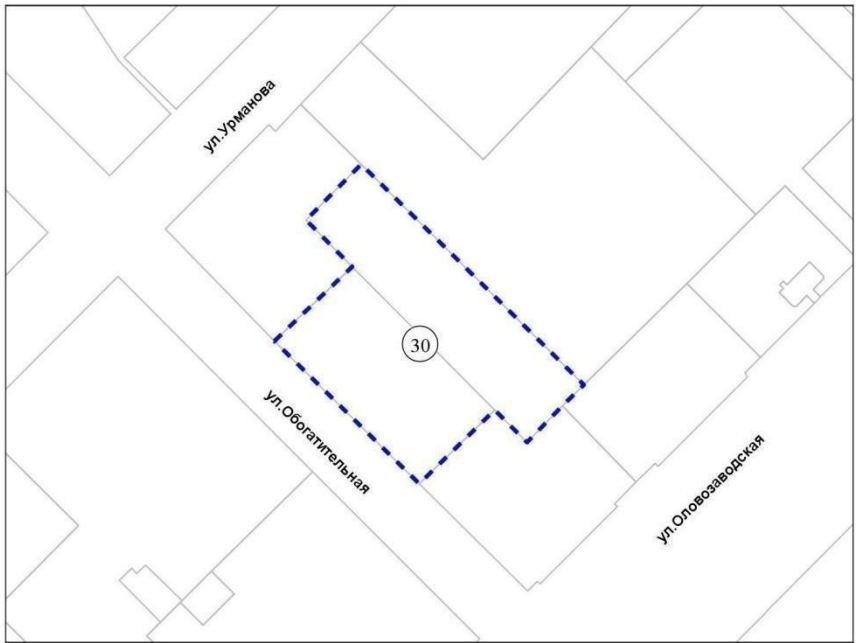 ул.Урманова
30
ул.Обогатительная
ул.Оловозаводская